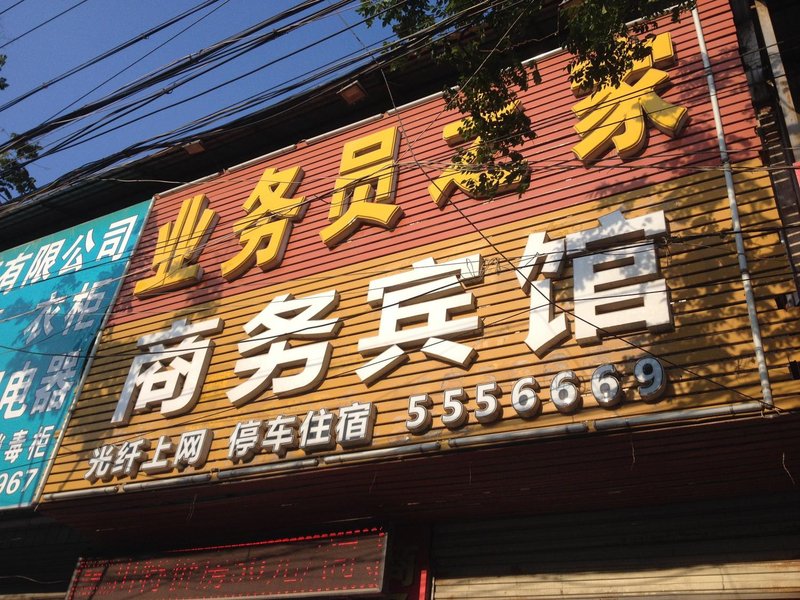 业务员之家
商务宾馆
光纤上网 停车住宿 5556669
有限公司
衣柜
电器
消毒柜
967